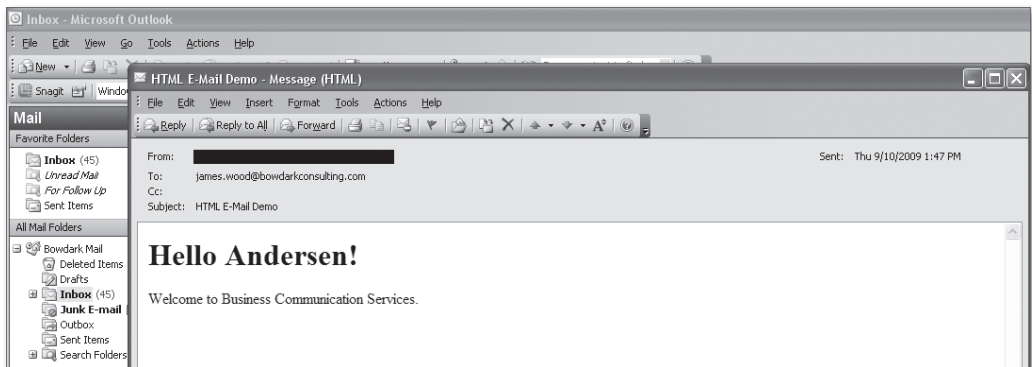 Inbox - Microsoft Outlook
File Edit View Go Tools Actions Help
New
Snagit Window
HTML E-Mail Demo - Message (HTML)
File Edit View Insert Format Tools Actions Help
Reply Reply to All Forward
Mail
Favorite Folders
Inbox (45)
Unread Mail
For Follow Up
Sent Items
All Mail Folders
Bowdark Mail
Deleted Items
Drafts
Inbox (45)
Junk E-mail
Outbox
Sent Items
Search Folders
From:
Sent: Thu 9/10/2009 1:47 PM
To: james.wood@bowdarkconsulting.com
Cc:
Subject: HTML E-Mail Demo
Hello Andersen!
Welcome to Business Communication Services.